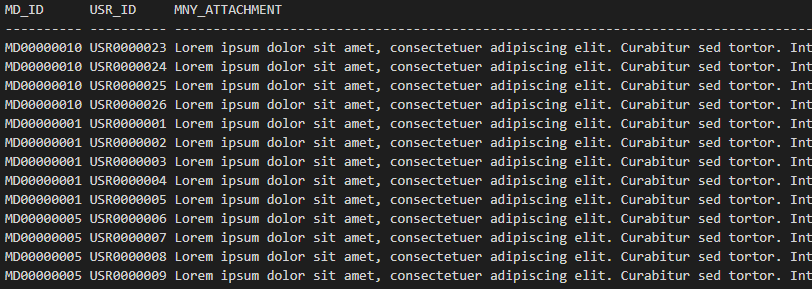 MD_ID      USR_ID     MNY_ATTACHMENT
---------- ---------- --------------------------------------------------------------------------------
MD00000010 USR0000023 Lorem ipsum dolor sit amet, consectetuer adipiscing elit. Curabitur sed tortor. Int
MD00000010 USR0000024 Lorem ipsum dolor sit amet, consectetuer adipiscing elit. Curabitur sed tortor. Int
MD00000010 USR0000025 Lorem ipsum dolor sit amet, consectetuer adipiscing elit. Curabitur sed tortor. Int
MD00000010 USR0000026 Lorem ipsum dolor sit amet, consectetuer adipiscing elit. Curabitur sed tortor. Int
MD00000001 USR0000001 Lorem ipsum dolor sit amet, consectetuer adipiscing elit. Curabitur sed tortor. Int
MD00000001 USR0000002 Lorem ipsum dolor sit amet, consectetuer adipiscing elit. Curabitur sed tortor. Int
MD00000001 USR0000003 Lorem ipsum dolor sit amet, consectetuer adipiscing elit. Curabitur sed tortor. Int
MD00000001 USR0000004 Lorem ipsum dolor sit amet, consectetuer adipiscing elit. Curabitur sed tortor. Int
MD00000001 USR0000005 Lorem ipsum dolor sit amet, consectetuer adipiscing elit. Curabitur sed tortor. Int
MD00000005 USR0000006 Lorem ipsum dolor sit amet, consectetuer adipiscing elit. Curabitur sed tortor. Int
MD00000005 USR0000007 Lorem ipsum dolor sit amet, consectetuer adipiscing elit. Curabitur sed tortor. Int
MD00000005 USR0000008 Lorem ipsum dolor sit amet, consectetuer adipiscing elit. Curabitur sed tortor. Int
MD00000005 USR0000009 Lorem ipsum dolor sit amet, consectetuer adipiscing elit. Curabitur sed tortor. Int